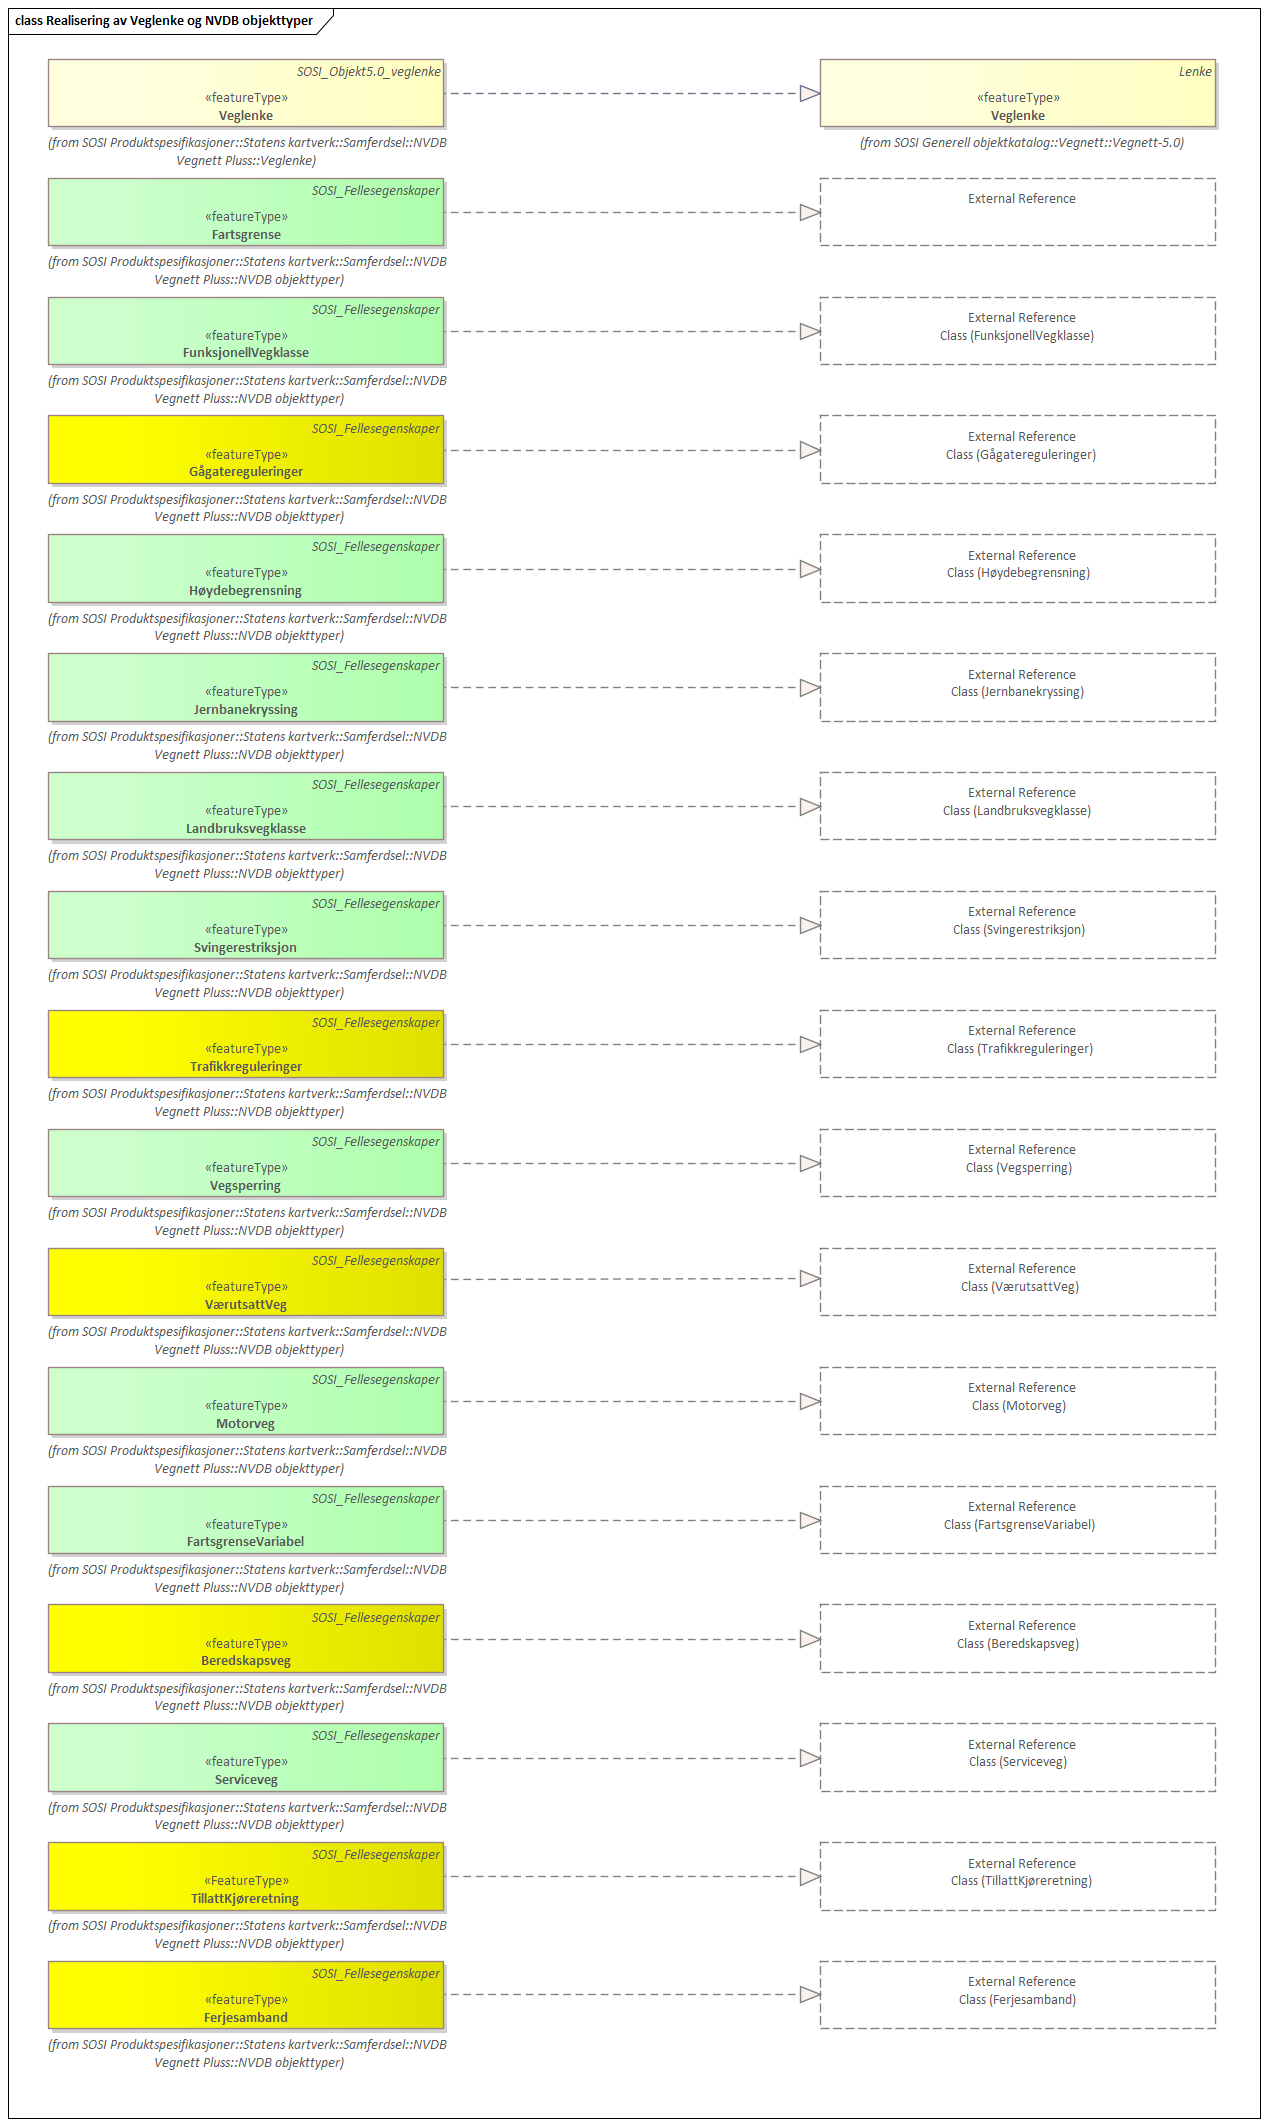 class Realisering av Veglenke og NVDB objekttyper
SOSI_Objekt5.0_veglenke
«featureType»
Veglenke
(from SOSI Produktspesifikasjoner::Statens kartverk::Samferdsel::NVDB
Vegnett Pluss::Veglenke)
Lenke
«featureType»
Veglenke
(from SOSI Generell objektkatalog::Vegnett::Vegnett-5.0)
SOSI_Fellesegenskaper
«featureType»
Fartsgrense
(from SOSI Produktspesifikasjoner::Statens kartverk::Samferdsel::NVDB
Vegnett Pluss::NVDB objekttyper)
External Reference
SOSI_Fellesegenskaper
«featureType»
FunksjonellVegklasse
(from SOSI Produktspesifikasjoner::Statens kartverk::Samferdsel::NVDB
Vegnett Pluss::NVDB objekttyper)
External Reference
Class (FunksjonellVegklasse)
SOSI_Fellesegenskaper
«featureType»
Gågatereguleringer
(from SOSI Produktspesifikasjoner::Statens kartverk::Samferdsel::NVDB
Vegnett Pluss::NVDB objekttyper)
External Reference
Class (Gågatereguleringer)
SOSI_Fellesegenskaper
«featureType»
Høydebegrensning
(from SOSI Produktspesifikasjoner::Statens kartverk::Samferdsel::NVDB
Vegnett Pluss::NVDB objekttyper)
External Reference
Class (Høydebegrensning)
SOSI_Fellesegenskaper
«featureType»
Jernbanekryssing
(from SOSI Produktspesifikasjoner::Statens kartverk::Samferdsel::NVDB
Vegnett Pluss::NVDB objekttyper)
External Reference
Class (Jernbanekryssing)
SOSI_Fellesegenskaper
«featureType»
Landbruksvegklasse
(from SOSI Produktspesifikasjoner::Statens kartverk::Samferdsel::NVDB
Vegnett Pluss::NVDB objekttyper)
External Reference
Class (Landbruksvegklasse)
SOSI_Fellesegenskaper
«featureType»
Svingerestriksjon
(from SOSI Produktspesifikasjoner::Statens kartverk::Samferdsel::NVDB
Vegnett Pluss::NVDB objekttyper)
External Reference
Class (Svingerestriksjon)
SOSI_Fellesegenskaper
«featureType»
Trafikkreguleringer
(from SOSI Produktspesifikasjoner::Statens kartverk::Samferdsel::NVDB
Vegnett Pluss::NVDB objekttyper)
External Reference
Class (Trafikkreguleringer)
SOSI_Fellesegenskaper
«featureType»
Vegsperring
(from SOSI Produktspesifikasjoner::Statens kartverk::Samferdsel::NVDB
Vegnett Pluss::NVDB objekttyper)
External Reference
Class (Vegsperring)
SOSI_Fellesegenskaper
«featureType»
VærutsattVeg
(from SOSI Produktspesifikasjoner::Statens kartverk::Samferdsel::NVDB
Vegnett Pluss::NVDB objekttyper)
External Reference
Class (VærutsattVeg)
SOSI_Fellesegenskaper
«featureType»
Motorveg
(from SOSI Produktspesifikasjoner::Statens kartverk::Samferdsel::NVDB
Vegnett Pluss::NVDB objekttyper)
External Reference
Class (Motorveg)
SOSI_Fellesegenskaper
«featureType»
FartsgrenseVariabel
(from SOSI Produktspesifikasjoner::Statens kartverk::Samferdsel::NVDB
Vegnett Pluss::NVDB objekttyper)
External Reference
Class (FartsgrenseVariabel)
SOSI_Fellesegenskaper
«featureType»
Beredskapsveg
(from SOSI Produktspesifikasjoner::Statens kartverk::Samferdsel::NVDB
Vegnett Pluss::NVDB objekttyper)
External Reference
Class (Beredskapsveg)
SOSI_Fellesegenskaper
«featureType»
Serviceveg
(from SOSI Produktspesifikasjoner::Statens kartverk::Samferdsel::NVDB
Vegnett Pluss::NVDB objekttyper)
External Reference
Class (Serviceveg)
SOSI_Fellesegenskaper
«FeatureType»
TillattKjøreretning
(from SOSI Produktspesifikasjoner::Statens kartverk::Samferdsel::NVDB
Vegnett Pluss::NVDB objekttyper)
External Reference
Class (TillattKjøreretning)
SOSI_Fellesegenskaper
«featureType»
Ferjesamband
(from SOSI Produktspesifikasjoner::Statens kartverk::Samferdsel::NVDB
Vegnett Pluss::NVDB objekttyper)
External Reference
Class (Ferjesamband)